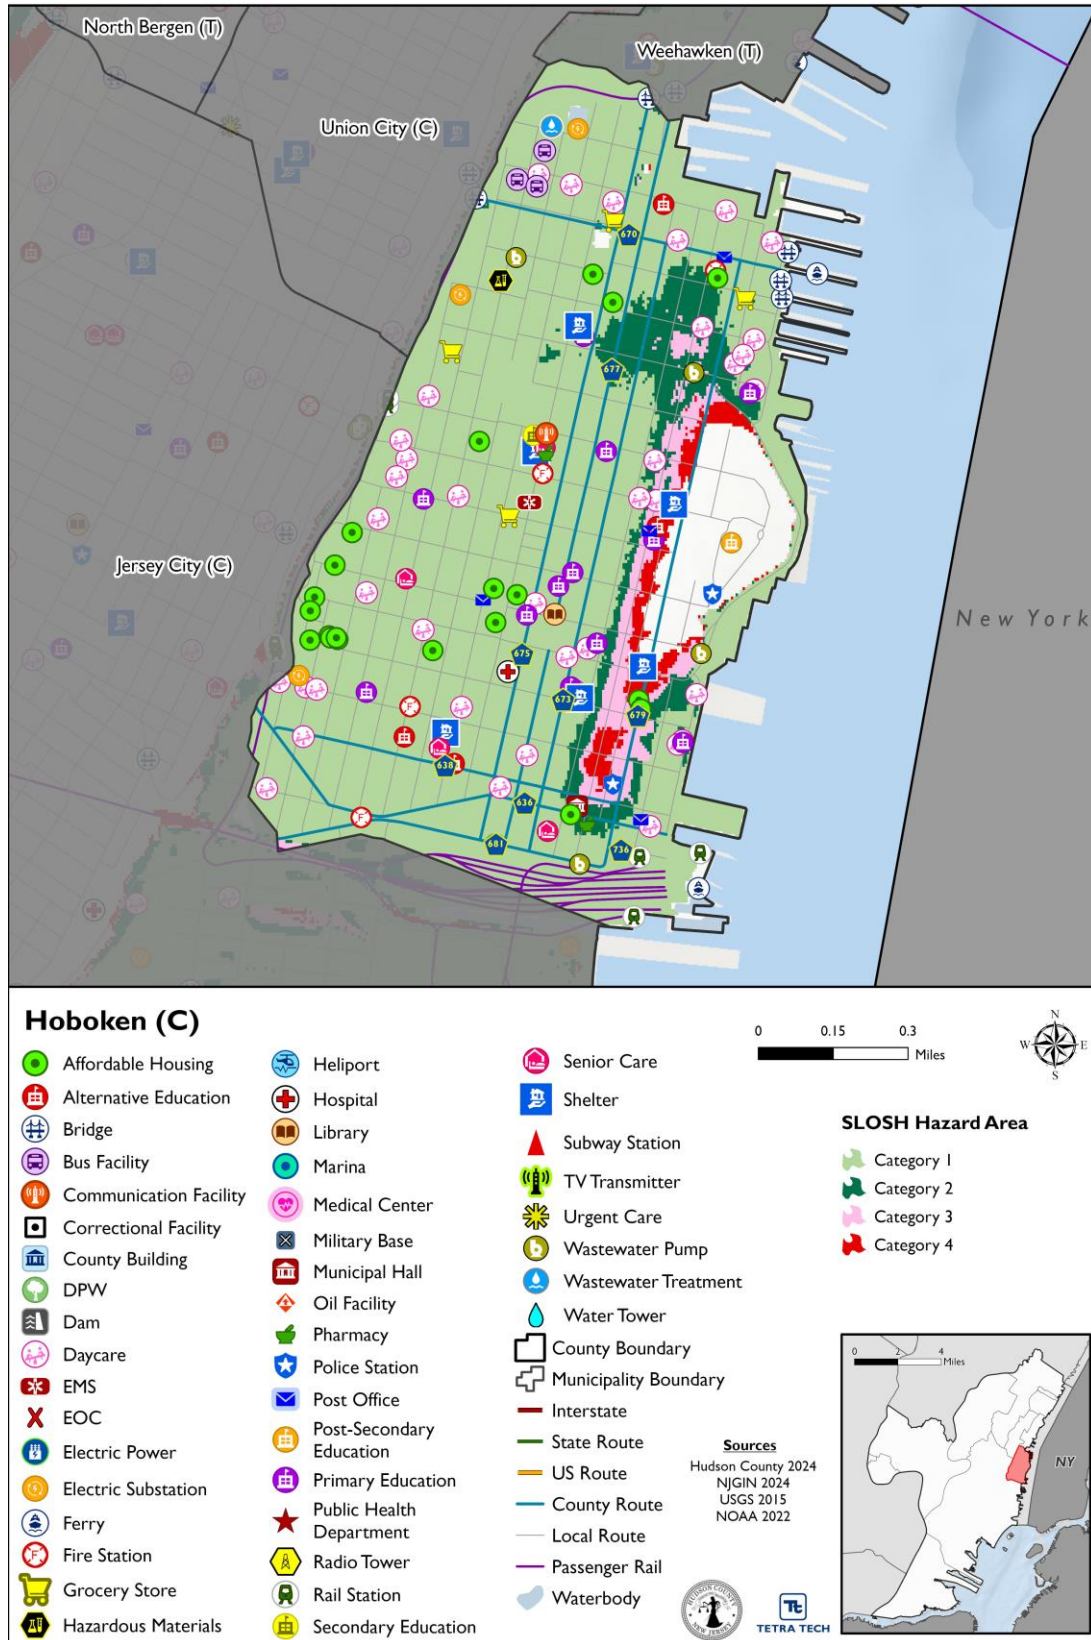 North Bergen (T)
Weehawken (T)
Union City (C)
670
677
Jersey City (C)
New York
675
673
679
638
636
681
736
Hoboken (C)
Affordable Housing
Alternative Education
Bridge
Bus Facility
Communication Facility
Correctional Facility
County Building
DPW
Dam
Daycare
EMS
EOC
Electric Power
Electric Substation
Ferry
Fire Station
Grocery Store
Hazardous Materials
Heliport
Hospital
Library
Marina
Medical Center
Military Base
Municipal Hall
Oil Facility
Pharmacy
Police Station
Post Office
Post-Secondary
Education
Primary Education
Public Health
Department
Radio Tower
Rail Station
Secondary Education
Senior Care
Shelter
Subway Station
TV Transmitter
Urgent Care
Wastewater Pump
Wastewater Treatment
Water Tower
County Boundary
Municipality Boundary
Interstate
State Route
US Route
County Route
Local Route
Passenger Rail
Waterbody
0 0.15 0.3
Miles
N
W E
S
SLOSH Hazard Area
Category 1
Category 2
Category 3
Category 4
Sources
Hudson County 2024
NJGIN 2024
USGS 2015
NOAA 2022
HUDSON COUNTY
NEW JERSEY
Tt
TETRA TECH
0 2 4
Miles
NY